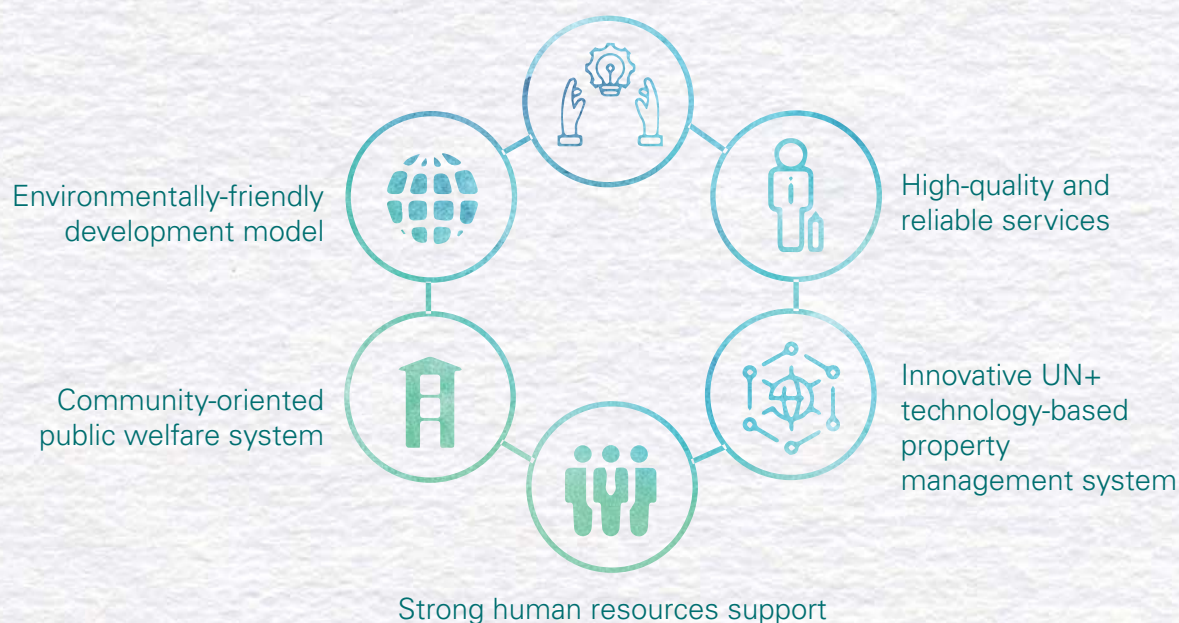 Environmentally-friendly
development model
High-quality and
reliable services
Community-oriented
public welfare system
Innovative UN+
technology-based
property
management system
Strong human resources support